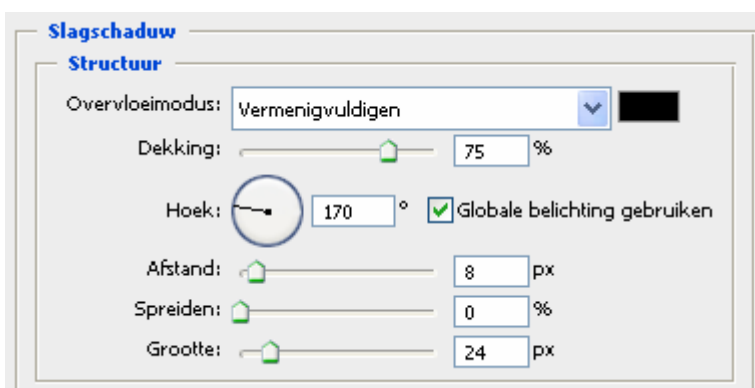 Slagschaduw
Structuur
Overvloeimodus: Vermenigvuldigen
Dekking: 75 %
Hoek: 170 ° Globale belichting gebruiken
Afstand: 8 px
Spreiden: 0 %
Grootte: 24 px